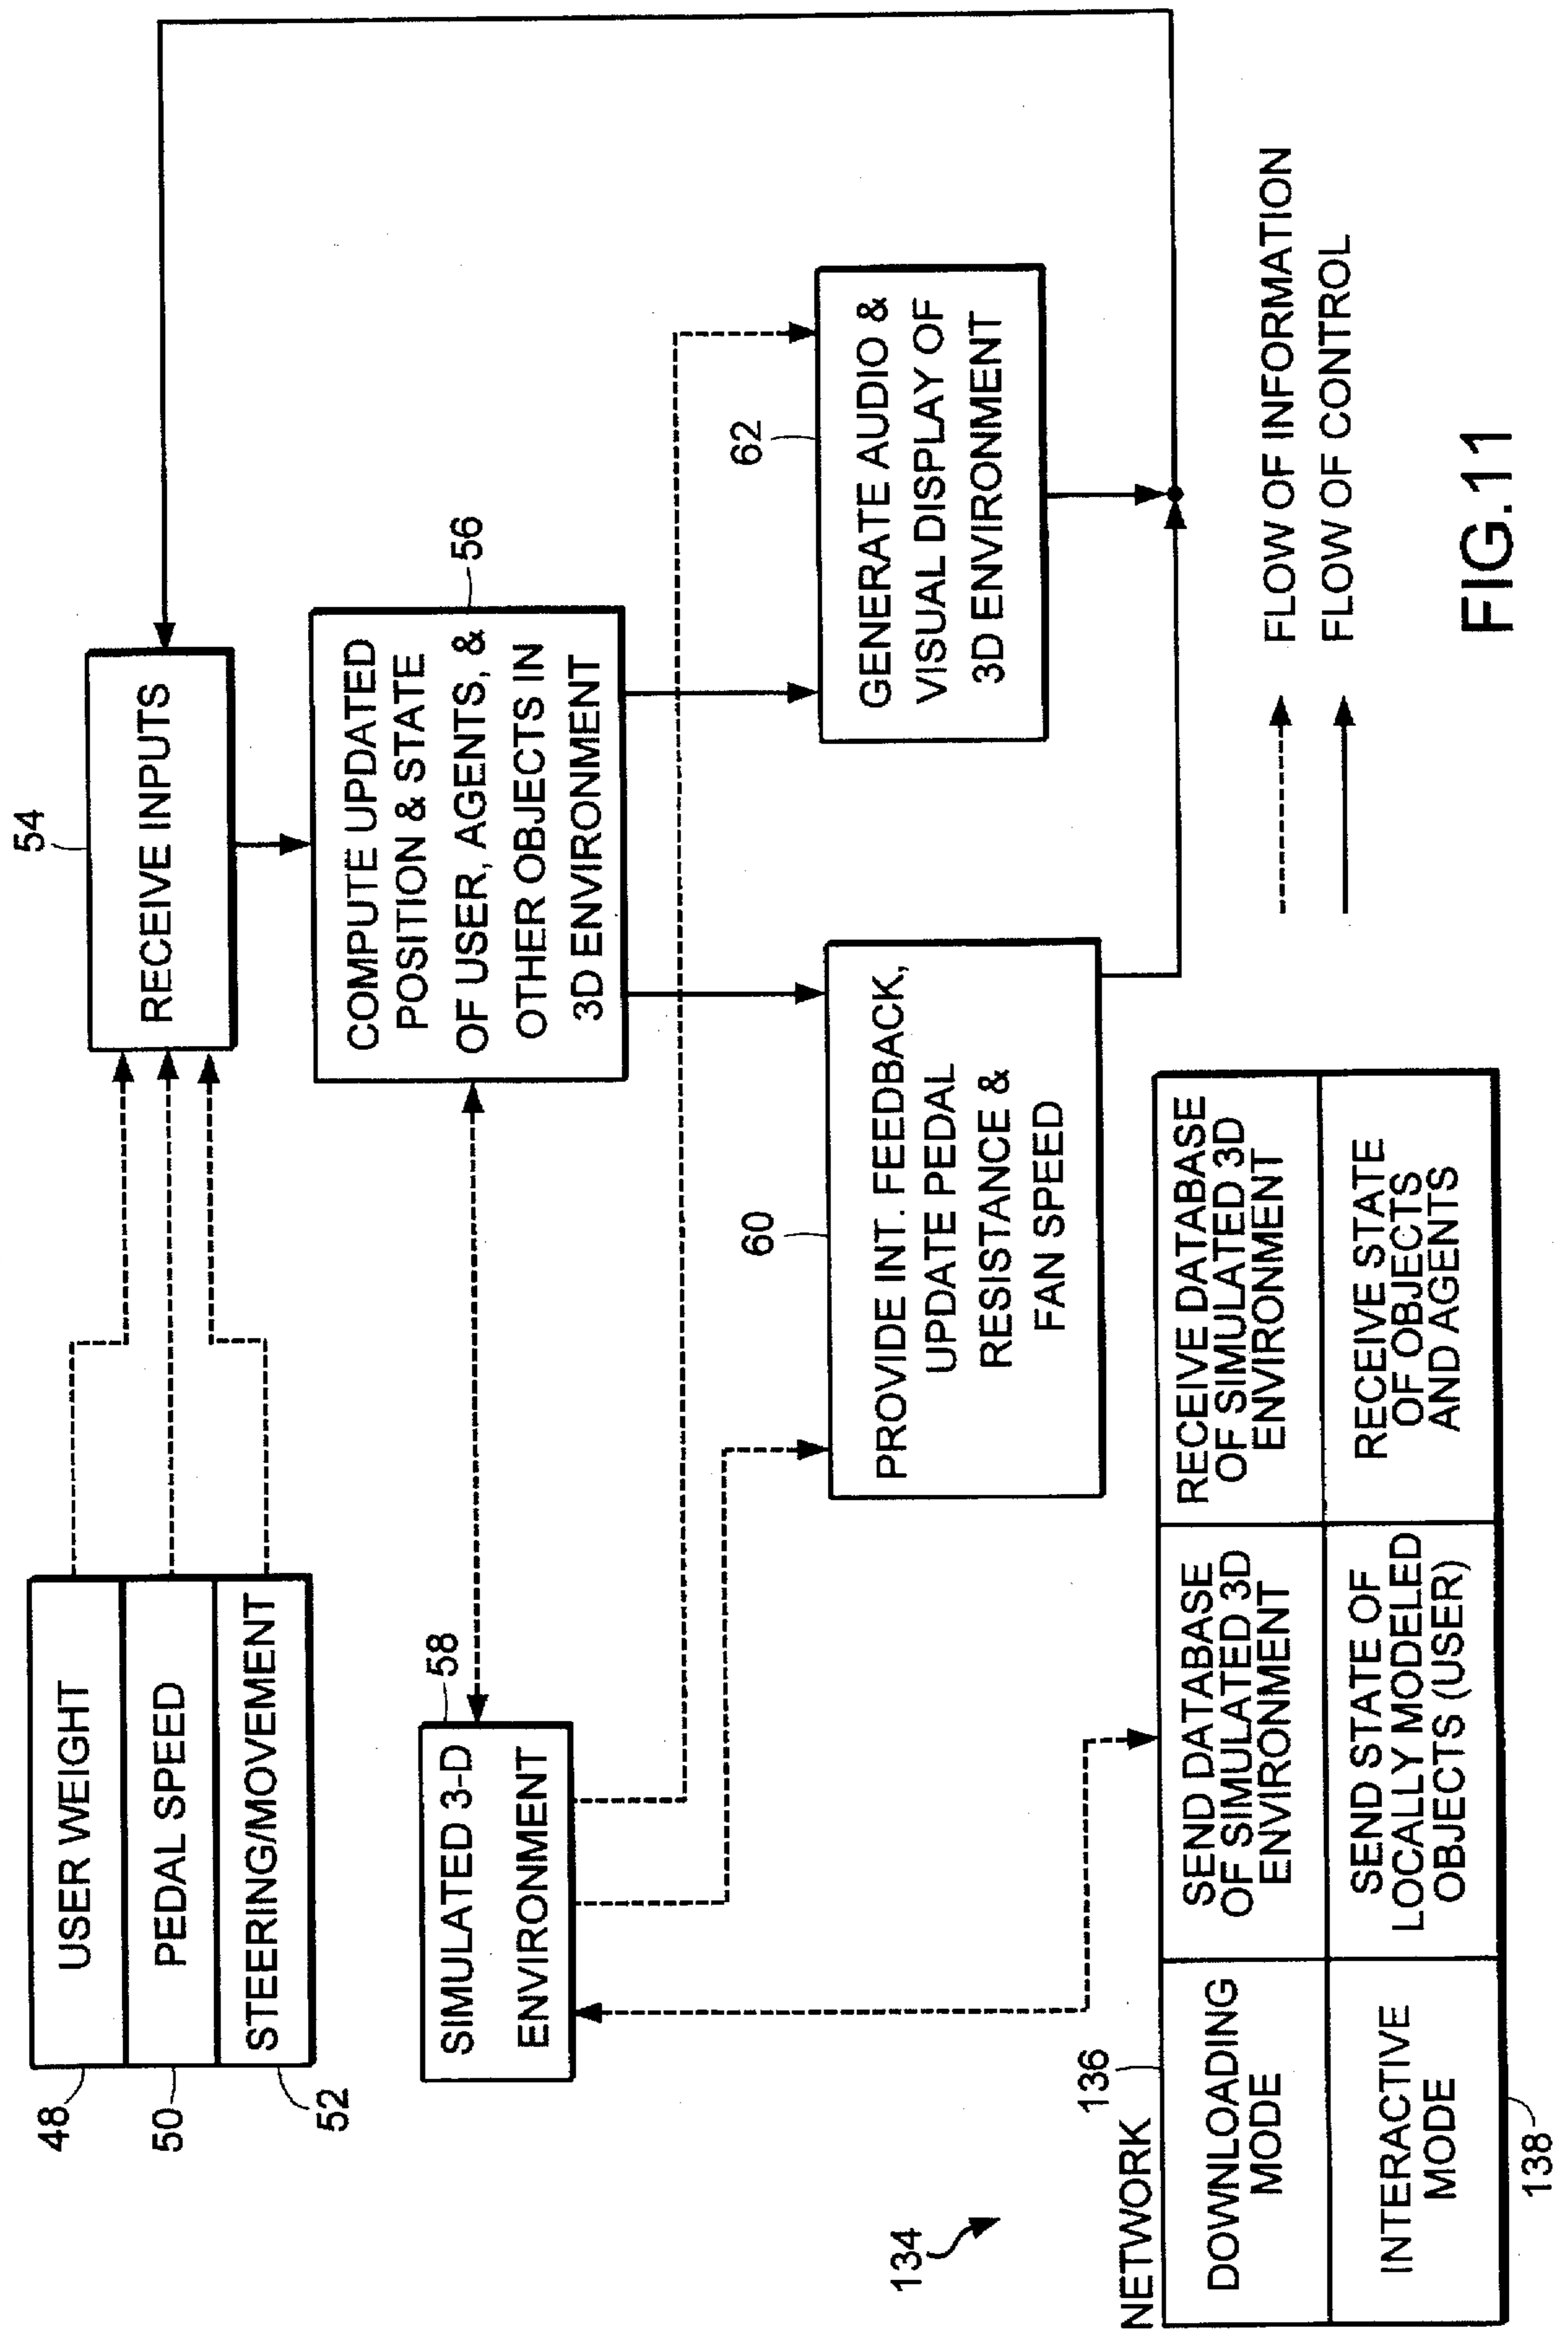 48
USER WEIGHT
50
PEDAL SPEED
52
STEERING/MOVEMENT
54
RECEIVE INPUTS
56
COMPUTE UPDATED
POSITION & STATE
OF USER, AGENTS, &
OTHER OBJECTS IN
3D ENVIRONMENT
58
SIMULATED 3-D
ENVIRONMENT
60
PROVIDE INT. FEEDBACK,
UPDATE PEDAL
RESISTANCE &
FAN SPEED
62
GENERATE AUDIO &
VISUAL DISPLAY OF
3D ENVIRONMENT
134
NETWORK
136
DOWNLOADING
MODE
SEND DATABASE
OF SIMULATED 3D
ENVIRONMENT
RECEIVE DATABASE
OF SIMULATED 3D
ENVIRONMENT
INTERACTIVE
MODE
SEND STATE OF
LOCALLY MODELED
OBJECTS (USER)
RECEIVE STATE
OF OBJECTS
AND AGENTS
138
FLOW OF INFORMATION
FLOW OF CONTROL
FIG.11